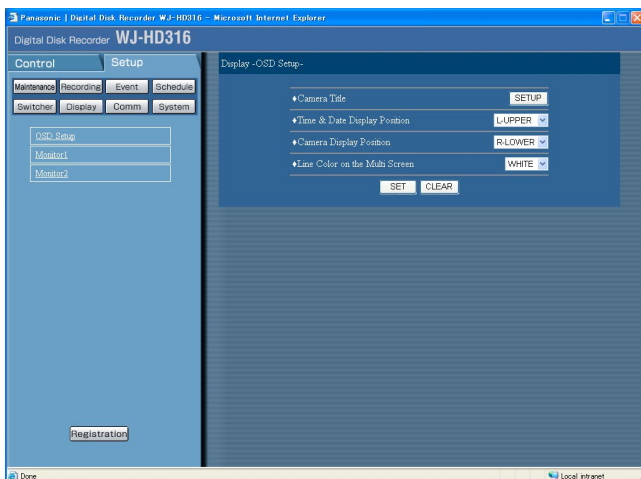 Panasonic | Digital Disk Recorder WJ-HD316 - Microsoft Internet Explorer
Digital Disk Recorder WJ-HD316
Control
Setup
Maintenance Recording Event Schedule
Switcher Display Comm System
OSD Setup
Monitor1
Monitor2
Registration
Display -OSD Setup-
♦Camera Title SETUP
♦Time & Date Display Position L-UPPER
♦Camera Display Position R-LOWER
♦Line Color on the Multi Screen WHITE
SET CLEAR
Done
Local intranet